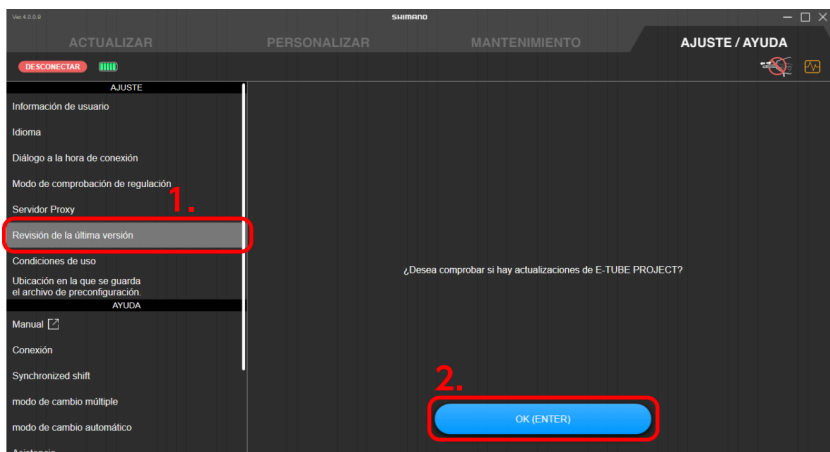 Ver.4.0.0.0
SHIMANO
ACTUALIZAR
PERSONALIZAR
MANTENIMIENTO
AJUSTE / AYUDA
DESCONECTAR
AJUSTE
Información de usuario
Idioma
Diálogo a la hora de conexión
Modo de comprobación de regulación
1.
Servidor Proxy
Revisión de la última versión
Condiciones de uso
Ubicación en la que se guarda
el archivo de preconfiguración.
¿Desea comprobar si hay actualizaciones de E-TUBE PROJECT?
AYUDA
Manual
Conexión
Synchronized shift
modo de cambio múltiple
modo de cambio automático
Asistencia
2.
OK (ENTER)